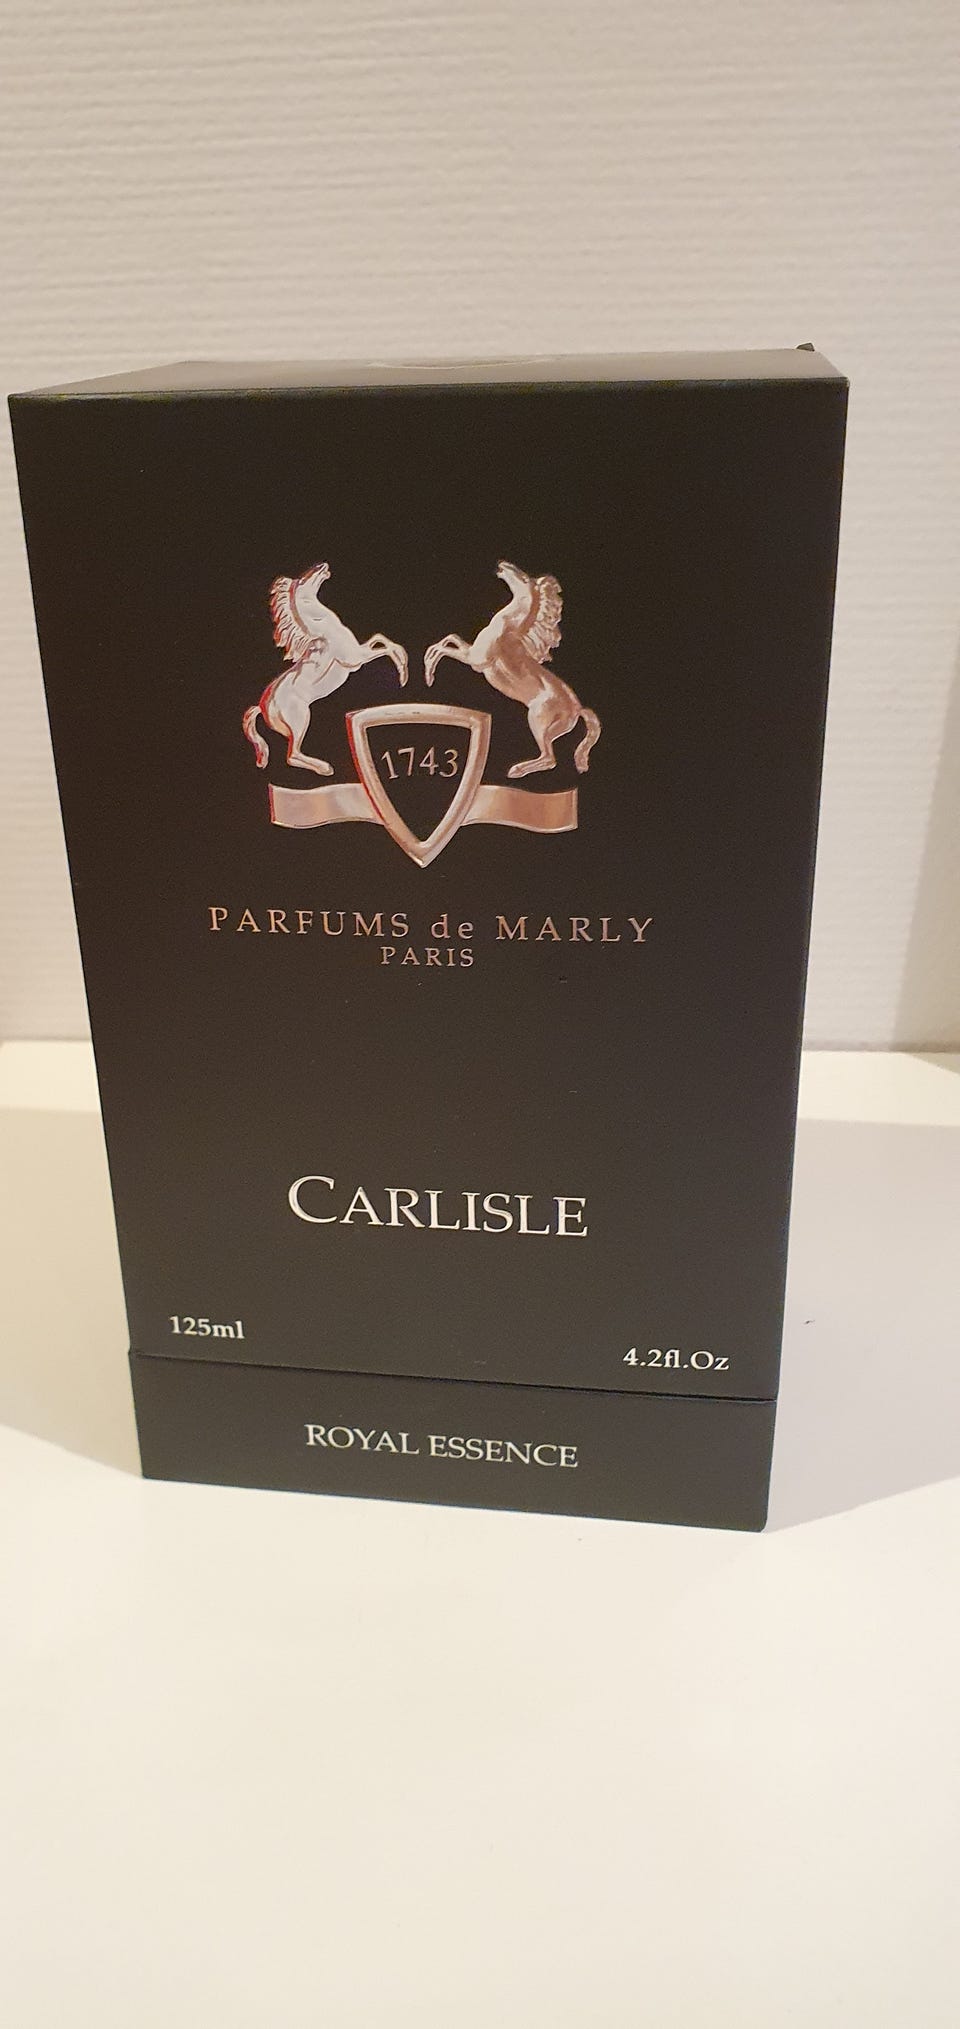 1743
PARFUMS de MARLY
PARIS
CARLISLE
125ml
4.2fl.Oz
ROYAL ESSENCE